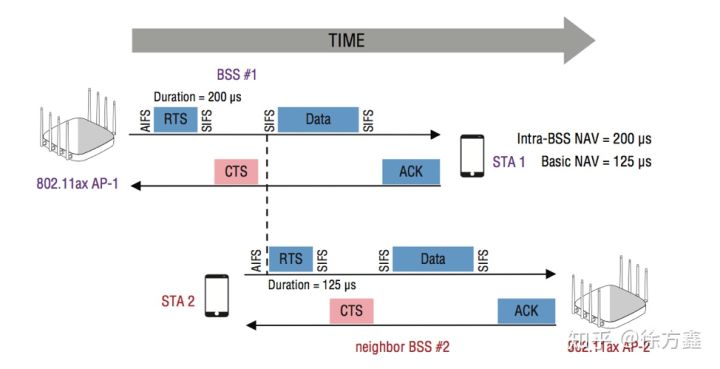 TIME
BSS #1
Duration = 200 μs
AIFS
RTS
SIFS
SIFS
Data
SIFS
Intra-BSS NAV = 200 μs
STA 1
Basic NAV = 125 μs
802.11ax AP-1
CTS
ACK
AIFS
RTS
SIFS
SIFS
Data
SIFS
Duration = 125 μs
STA 2
CTS
ACK
neighbor BSS #2
802.11ax AP-2
知乎 @徐方鑫